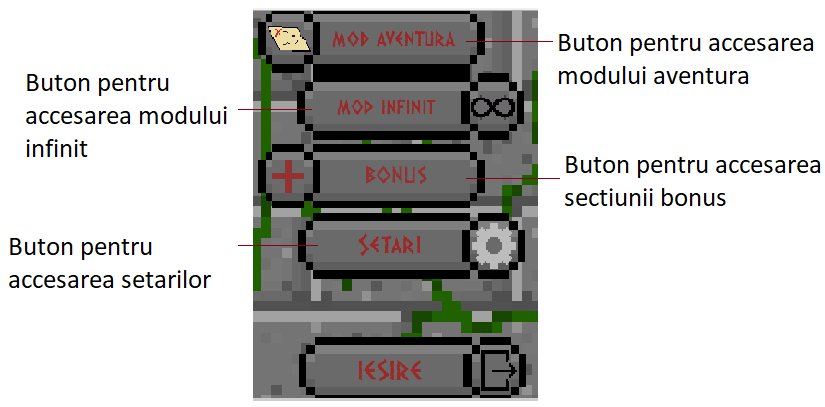 MOD AVENTURA
Buton pentru accesarea
modului aventura
Buton pentru
accesarea modului
infinit
MOD INFINIT
BONUS
Buton pentru accesarea
sectiunii bonus
Buton pentru
accesarea setarilor
SETARI
IESIRE